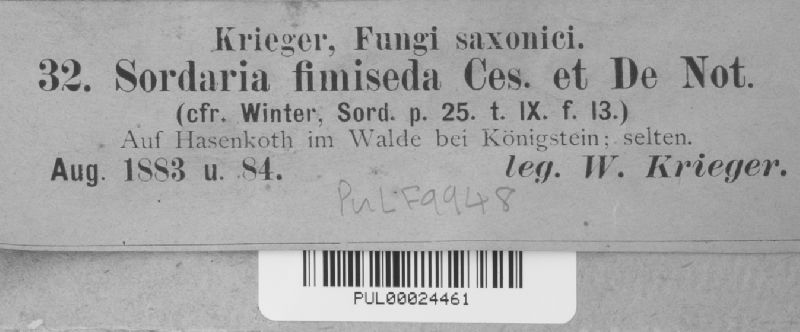 Krieger, Fungi saxonici.
32. Sordaria fimiseda Ces. et De Not.
(cfr. Winter, Sord. p. 25. t. IX. f. 13.)
Auf Hasenkoth im Walde bei Königstein; selten.
Aug. 1883 u. 84. leg. W. Krieger.
PUL F9948
PUL00024461